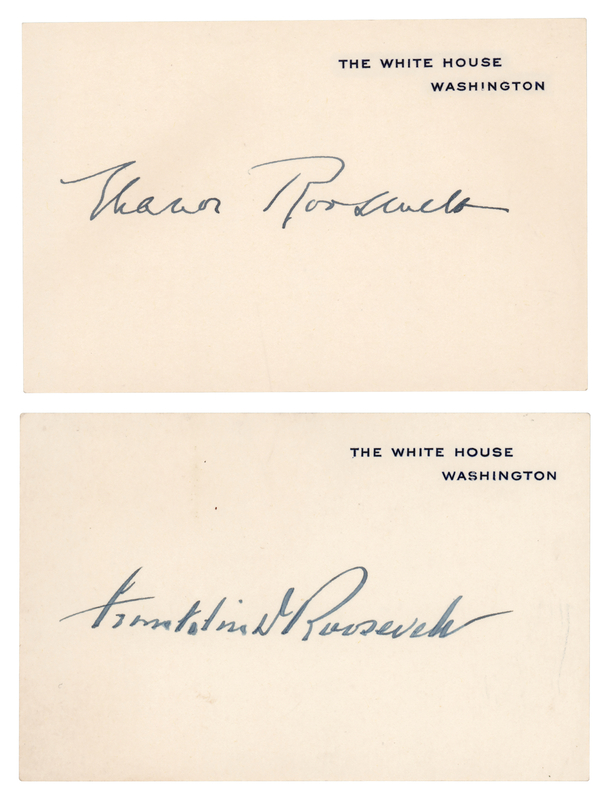 THE WHITE HOUSE
WASHINGTON
Eleanor Roosevelt
THE WHITE HOUSE
WASHINGTON
Franklin D Roosevelt